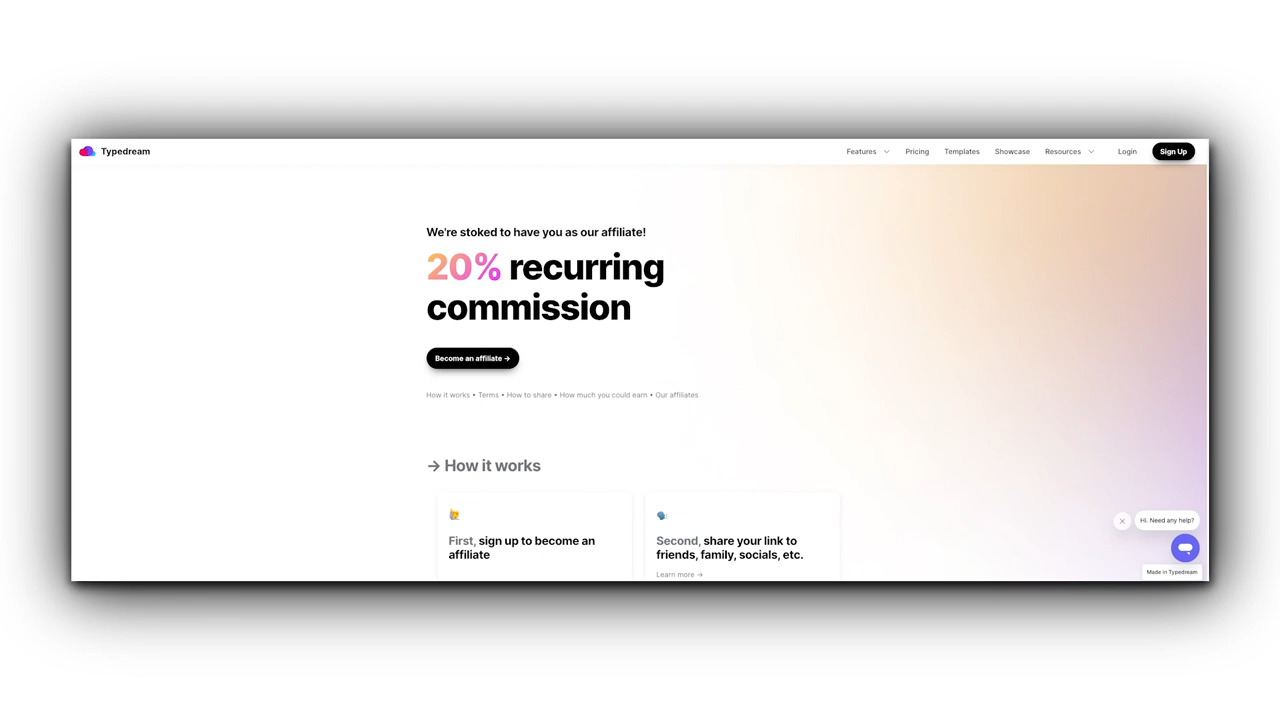 Typedream
Features
Pricing
Templates
Showcase
Resources
Login
Sign Up
We're stoked to have you as our affiliate!
20% recurring
commission
Become an affiliate →
How it works • Terms • How to share • How much you could earn • Our affiliates
→ How it works
First, sign up to become an
affiliate
Second, share your link to
friends, family, socials, etc.
Learn more →
Hi. Need any help?
Made in Typedream